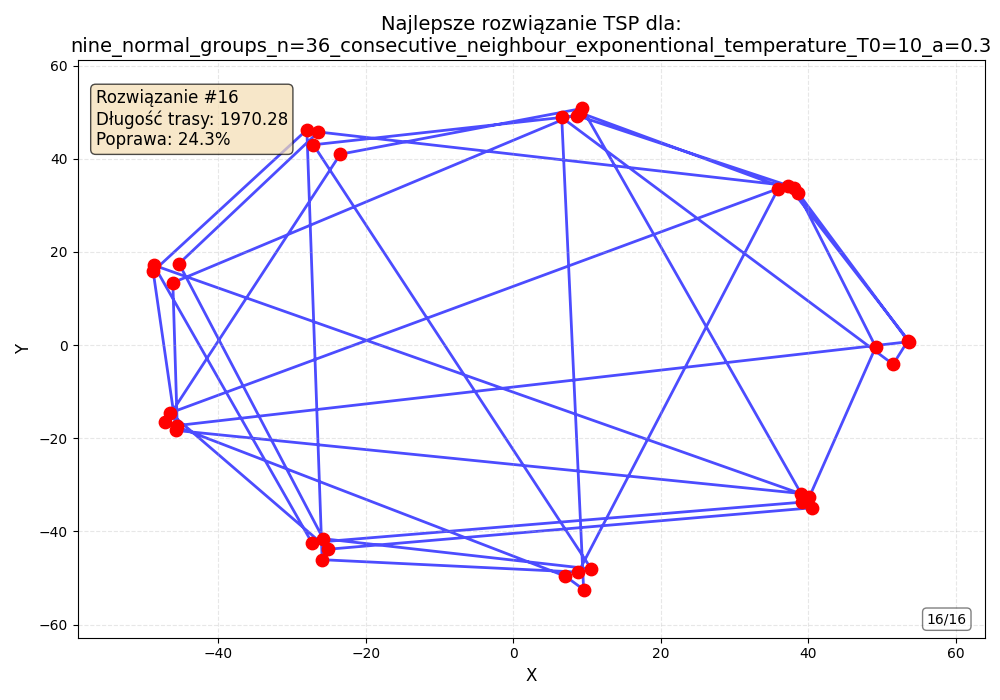 Najlepsze rozwiązanie TSP dla:
nine_normal_groups_n=36_consecutive_neighbour_exponentional_temperature_T0=10_a=0.3
Rozwiązanie #16
Długość trasy: 1970.28
Poprawa: 24.3%
60
40
20
0
−20
−40
−60
Y
16/16
−40
−20
0
20
40
60
X